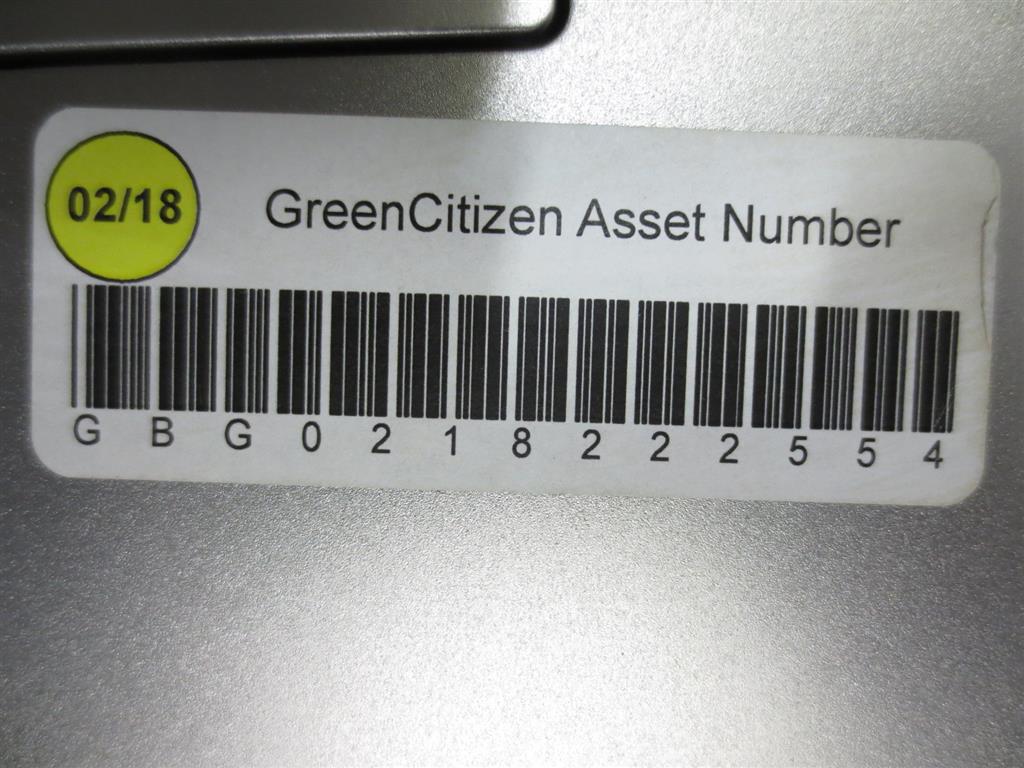 02/18
GreenCitizen Asset Number
G B G 0 2 1 8 2 2 2 5 5 4